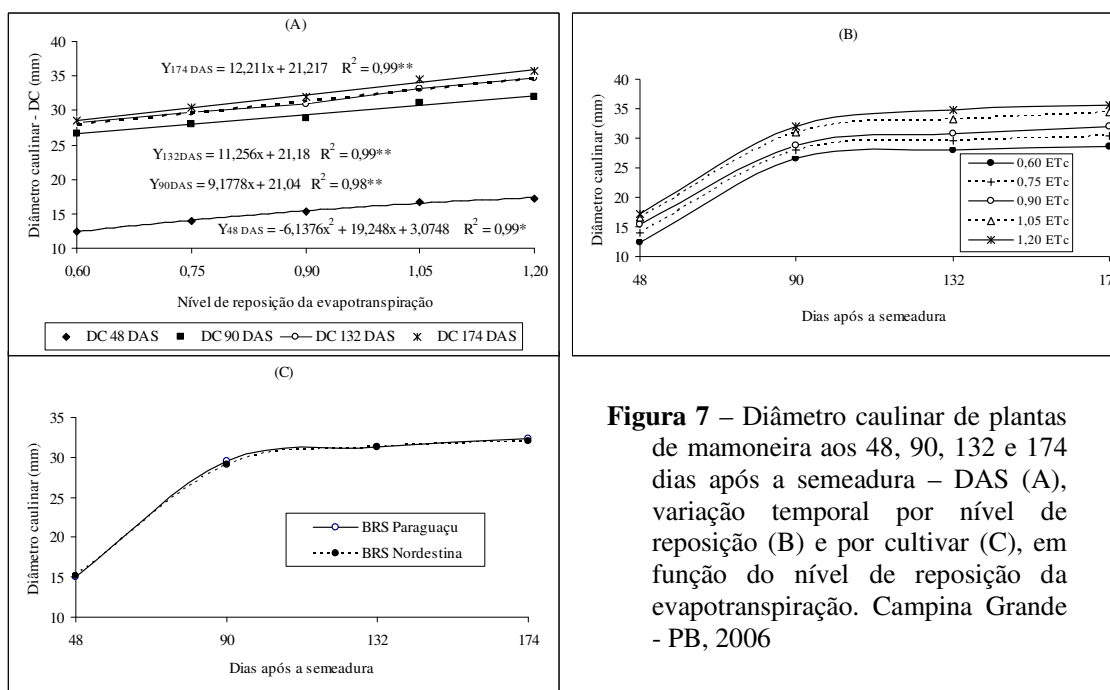 (A)
Diâmetro caulinar - DC (mm)
40
35
30
25
20
15
10
Y174 DAS = 12,211x + 21,217 R² = 0,99**
Y132DAS = 11,256x + 21,18 R² = 0,99**
Y90DAS = 9,1778x + 21,04 R² = 0,98**
Y48 DAS = -6,1376x² + 19,248x + 3,0748 R² = 0,99*
0,60 0,75 0,90 1,05 1,20
Nível de reposição da evapotranspiração
DC 48 DAS DC 90 DAS DC 132 DAS DC 174 DAS
(B)
Diâmetro caulinar (mm)
40
35
30
25
20
15
10
0,60 ETc
0,75 ETc
0,90 ETc
1,05 ETc
1,20 ETc
48 90 132 17
Dias após a semeadura
(C)
Diâmetro caulinar (mm)
35
30
25
20
15
10
BRS Paraguaçu
BRS Nordestina
48 90 132 174
Dias após a semeadura
Figura 7 – Diâmetro caulinar de plantas
de mamoneira aos 48, 90, 132 e 174
dias após a semeadura – DAS (A),
variação temporal por nível de
reposição (B) e por cultivar (C), em
função do nível de reposição da
evapotranspiração. Campina Grande
- PB, 2006